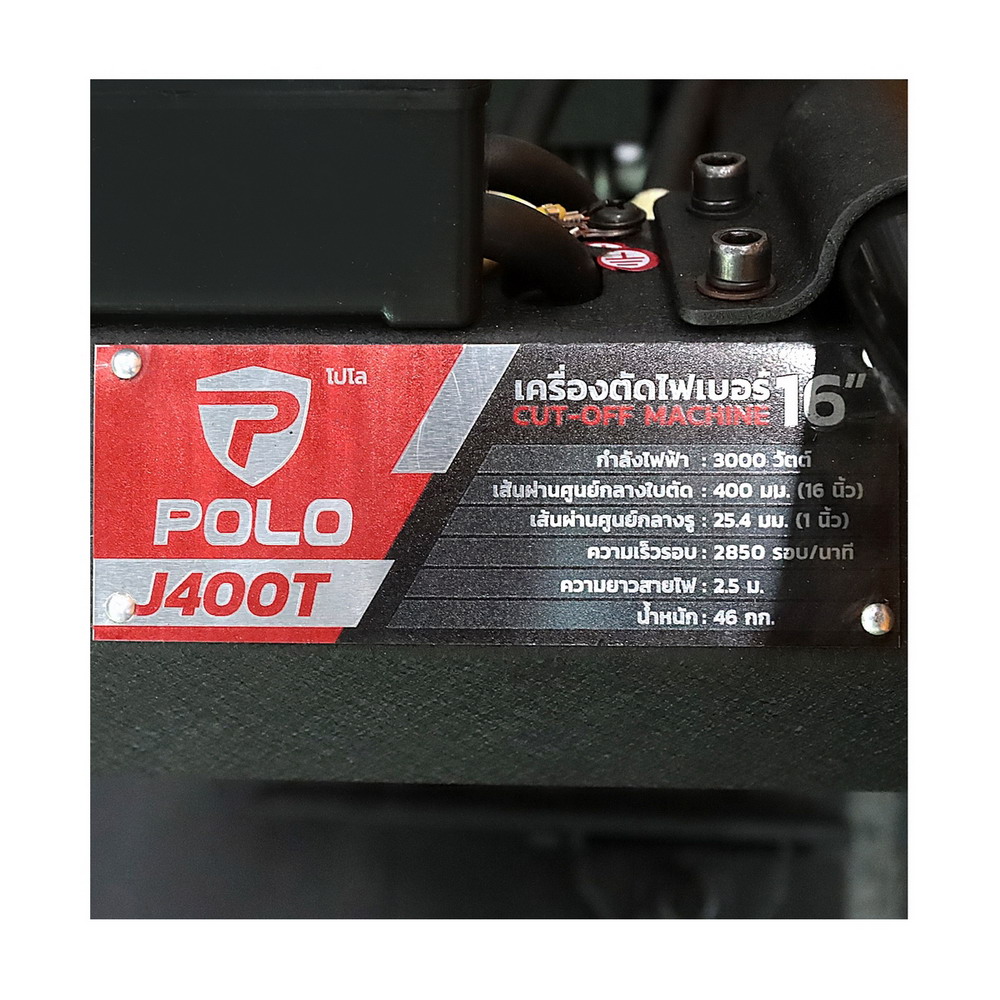 โปโล
POLO
J400T
เครื่องตัดไฟเบอร์ 16”
CUT-OFF MACHINE
กำลังไฟฟ้า : 3000 วัตต์
เส้นผ่านศูนย์กลางใบตัด : 400 มม. (16 นิ้ว)
เส้นผ่านศูนย์กลางรู : 25.4 มม. (1 นิ้ว)
ความเร็วรอบ : 2850 รอบ/นาที
ความยาวสายไฟ : 2.5 ม.
น้ำหนัก : 46 กก.